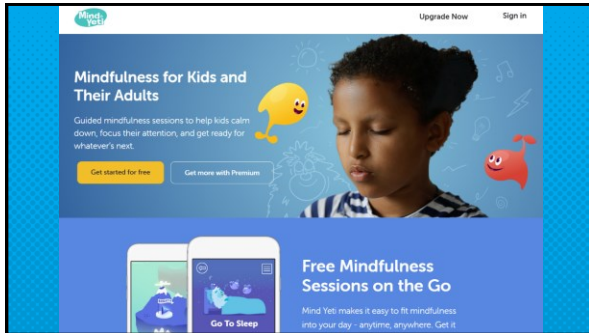 Mind
Yeti
Upgrade Now
Sign in
Mindfulness for Kids and
Their Adults
Guided mindfulness sessions to help kids calm
down, focus their attention, and get ready for
whatever's next.
Get started for free
Get more with Premium
Free Mindfulness
Sessions on the Go
Mind Yeti makes it easy to fit mindfulness
into your day - anytime, anywhere. Get it
Go To Sleep